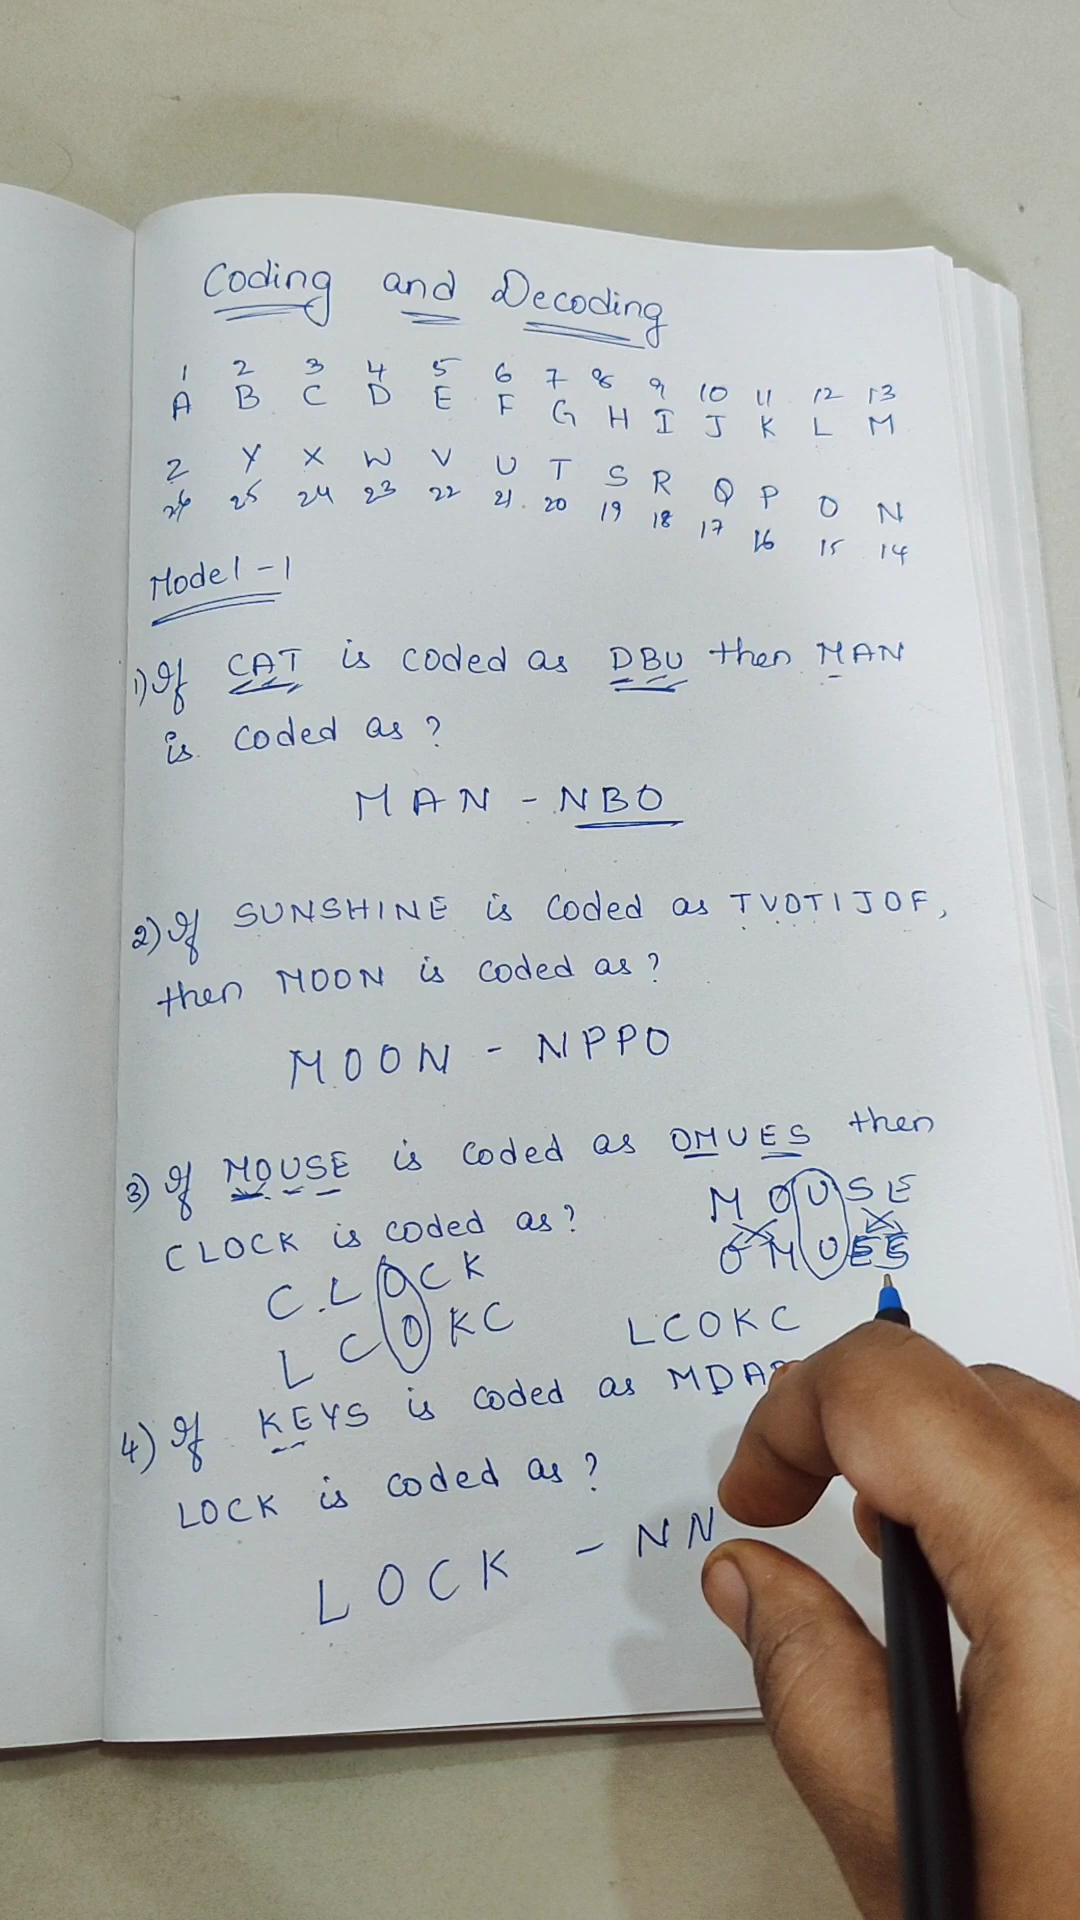 Coding and Decoding
1 2 3 4 5 6 7 8 9 10 11 12 13
A B C D E F G H I J K L M
Z Y X W V U T S R Q P O N
26 25 24 23 22 21 20 19 18 17 16 15 14
Model-1
1) If CAT is coded as DBU then MAN
is coded as?
MAN - NBO
2) If SUNSHINE is coded as TVOTIJOF,
then MOON is coded as?
MOON - NPPO
3) If MOUSE is coded as OMUES then
CLOCK is coded as?
MOUSE
OMUES
C.LOCK
LCOKC
LCOKC
4) If KEYS is coded as MDA
LOCK is coded as?
LOCK - NN